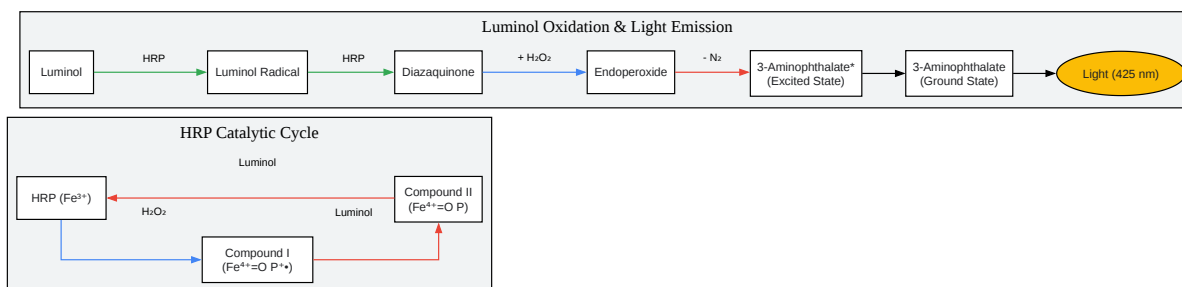 Luminol Oxidation & Light Emission
HRP
HRP
+ H₂O₂
- N₂
Luminol
Luminol Radical
Diazaquinone
Endoperoxide
3-Aminophthalate*
(Excited State)
3-Aminophthalate
(Ground State)
Light (425 nm)
HRP Catalytic Cycle
Luminol
HRP (Fe³⁺)
Compound II
(Fe⁴⁺=O P)
H₂O₂
Luminol
Compound I
(Fe⁴⁺=O P⁺•)